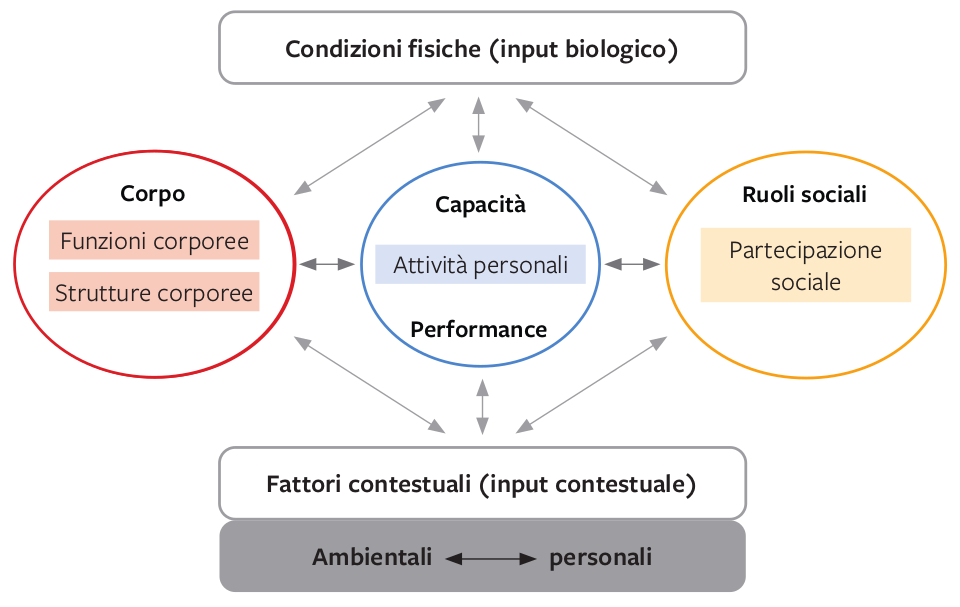 Condizioni fisiche (input biologico)
Corpo
Funzioni corporee
Strutture corporee
Capacità
Attività personali
Performance
Ruoli sociali
Partecipazione
sociale
Fattori contestuali (input contestuale)
Ambientali personali